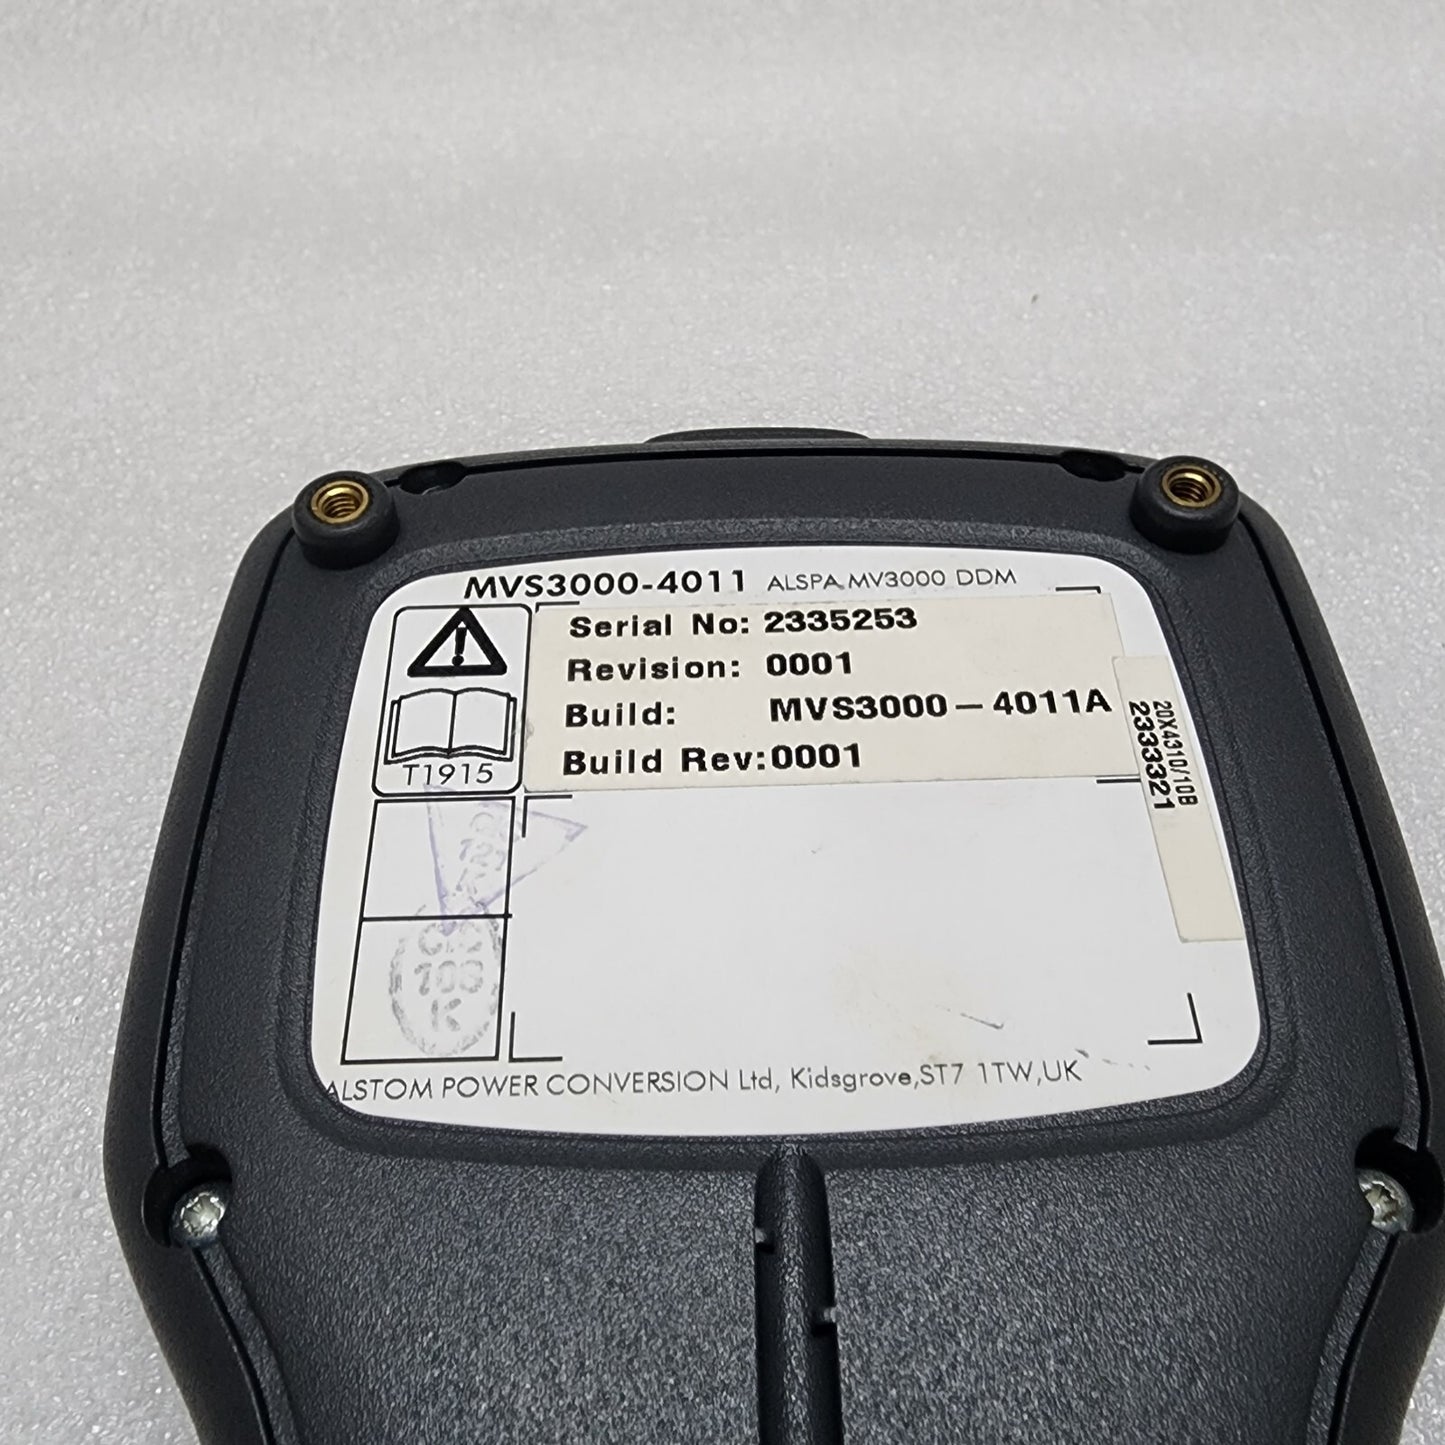 MVS3000-4011 ALSPA MV3000 DDM
Serial No: 2335253
Revision: 0001
Build: MVS3000-4011A
Build Rev:0001
T1915
20X4310/10B
2333321
108
K
ALSTOM POWER CONVERSION Ltd, Kidsgrove,ST7 1TW,UK